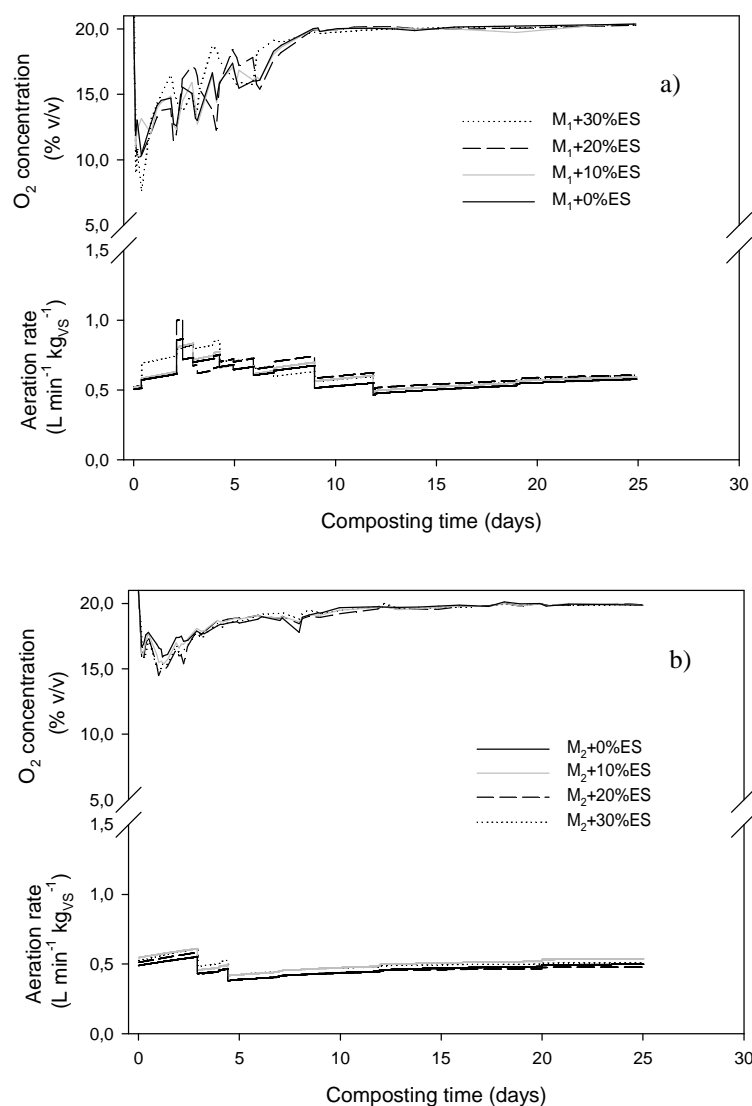 20,0
15,0
10,0
5,0
O₂ concentration
(% v/v)
a)
M₁+30%ES
M₁+20%ES
M₁+10%ES
M₁+0%ES
1,5
1,0
0,5
0,0
Aeration rate
(L min⁻¹ kg_VS⁻¹)
0 5 10 15 20 25 30
Composting time (days)
20,0
15,0
10,0
5,0
O₂ concentration
(% v/v)
b)
M₂+0%ES
M₂+10%ES
M₂+20%ES
M₂+30%ES
1,5
1,0
0,5
0,0
Aeration rate
(L min⁻¹ kg_VS⁻¹)
0 5 10 15 20 25 30
Composting time (days)